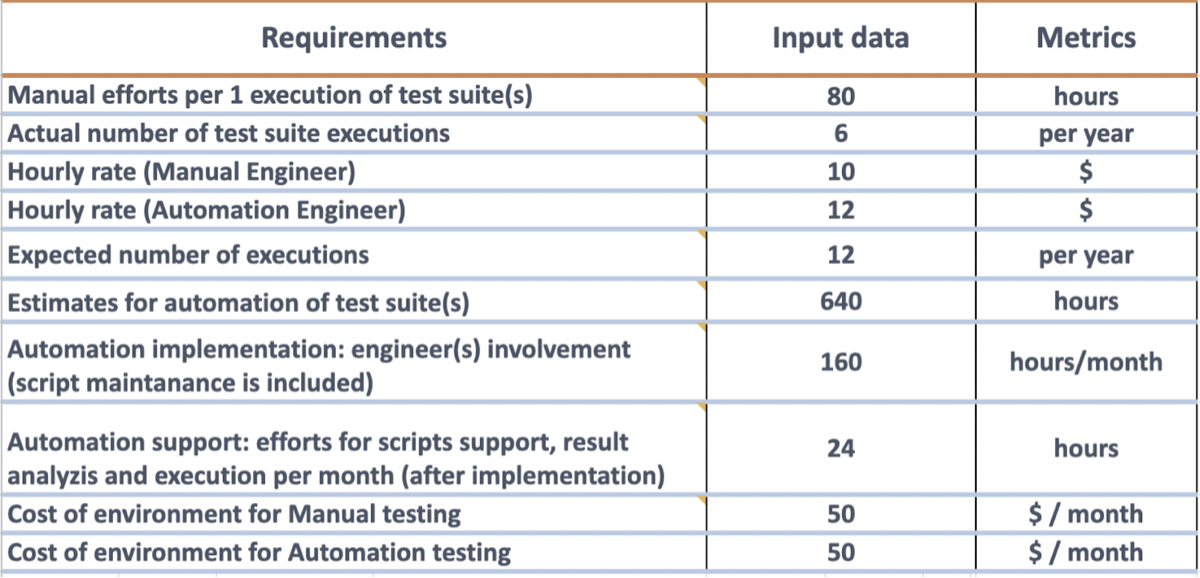 Requirements Input data Metrics
Manual efforts per 1 execution of test suite(s) 80 hours
Actual number of test suite executions 6 per year
Hourly rate (Manual Engineer) 10 $
Hourly rate (Automation Engineer) 12 $
Expected number of executions 12 per year
Estimates for automation of test suite(s) 640 hours
Automation implementation: engineer(s) involvement
(script maintanance is included) 160 hours/month
Automation support: efforts for scripts support, result
analyzis and execution per month (after implementation) 24 hours
Cost of environment for Manual testing 50 $ / month
Cost of environment for Automation testing 50 $ / month